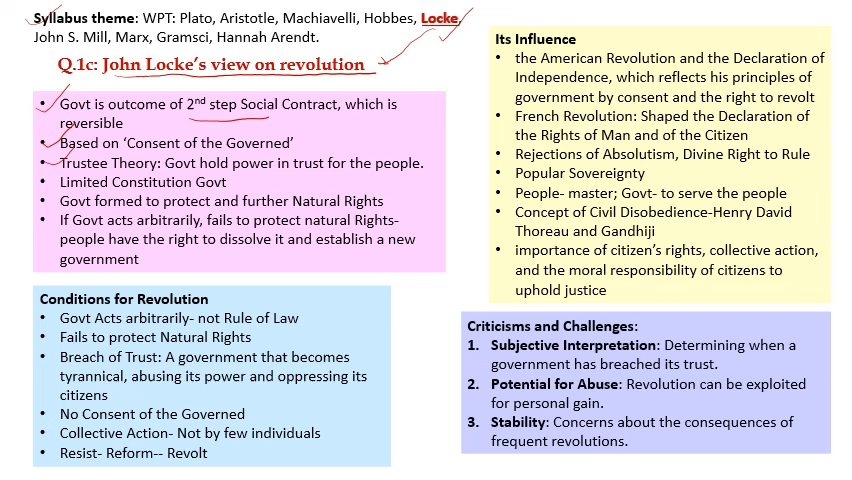 Syllabus theme: WPT: Plato, Aristotle, Machiavelli, Hobbes, Locke,
John S. Mill, Marx, Gramsci, Hannah Arendt.
Q.1c: John Locke's view on revolution
• Govt is outcome of 2nd step Social Contract, which is
reversible
• Based on 'Consent of the Governed'
• Trustee Theory: Govt hold power in trust for the people.
• Limited Constitution Govt
• Govt formed to protect and further Natural Rights
• If Govt acts arbitrarily, fails to protect natural Rights-
people have the right to dissolve it and establish a new
government
Conditions for Revolution
• Govt Acts arbitrarily- not Rule of Law
• Fails to protect Natural Rights
• Breach of Trust: A government that becomes
tyrannical, abusing its power and oppressing its
citizens
• No Consent of the Governed
• Collective Action- Not by few individuals
• Resist- Reform-- Revolt
Its Influence
• the American Revolution and the Declaration of
Independence, which reflects his principles of
government by consent and the right to revolt
• French Revolution: Shaped the Declaration of
the Rights of Man and of the Citizen
• Rejections of Absolutism, Divine Right to Rule
• Popular Sovereignty
• People- master; Govt- to serve the people
• Concept of Civil Disobedience-Henry David
Thoreau and Gandhiji
• importance of citizen's rights, collective action,
and the moral responsibility of citizens to
uphold justice
Criticisms and Challenges:
1. Subjective Interpretation: Determining when a
government has breached its trust.
2. Potential for Abuse: Revolution can be exploited
for personal gain.
3. Stability: Concerns about the consequences of
frequent revolutions.